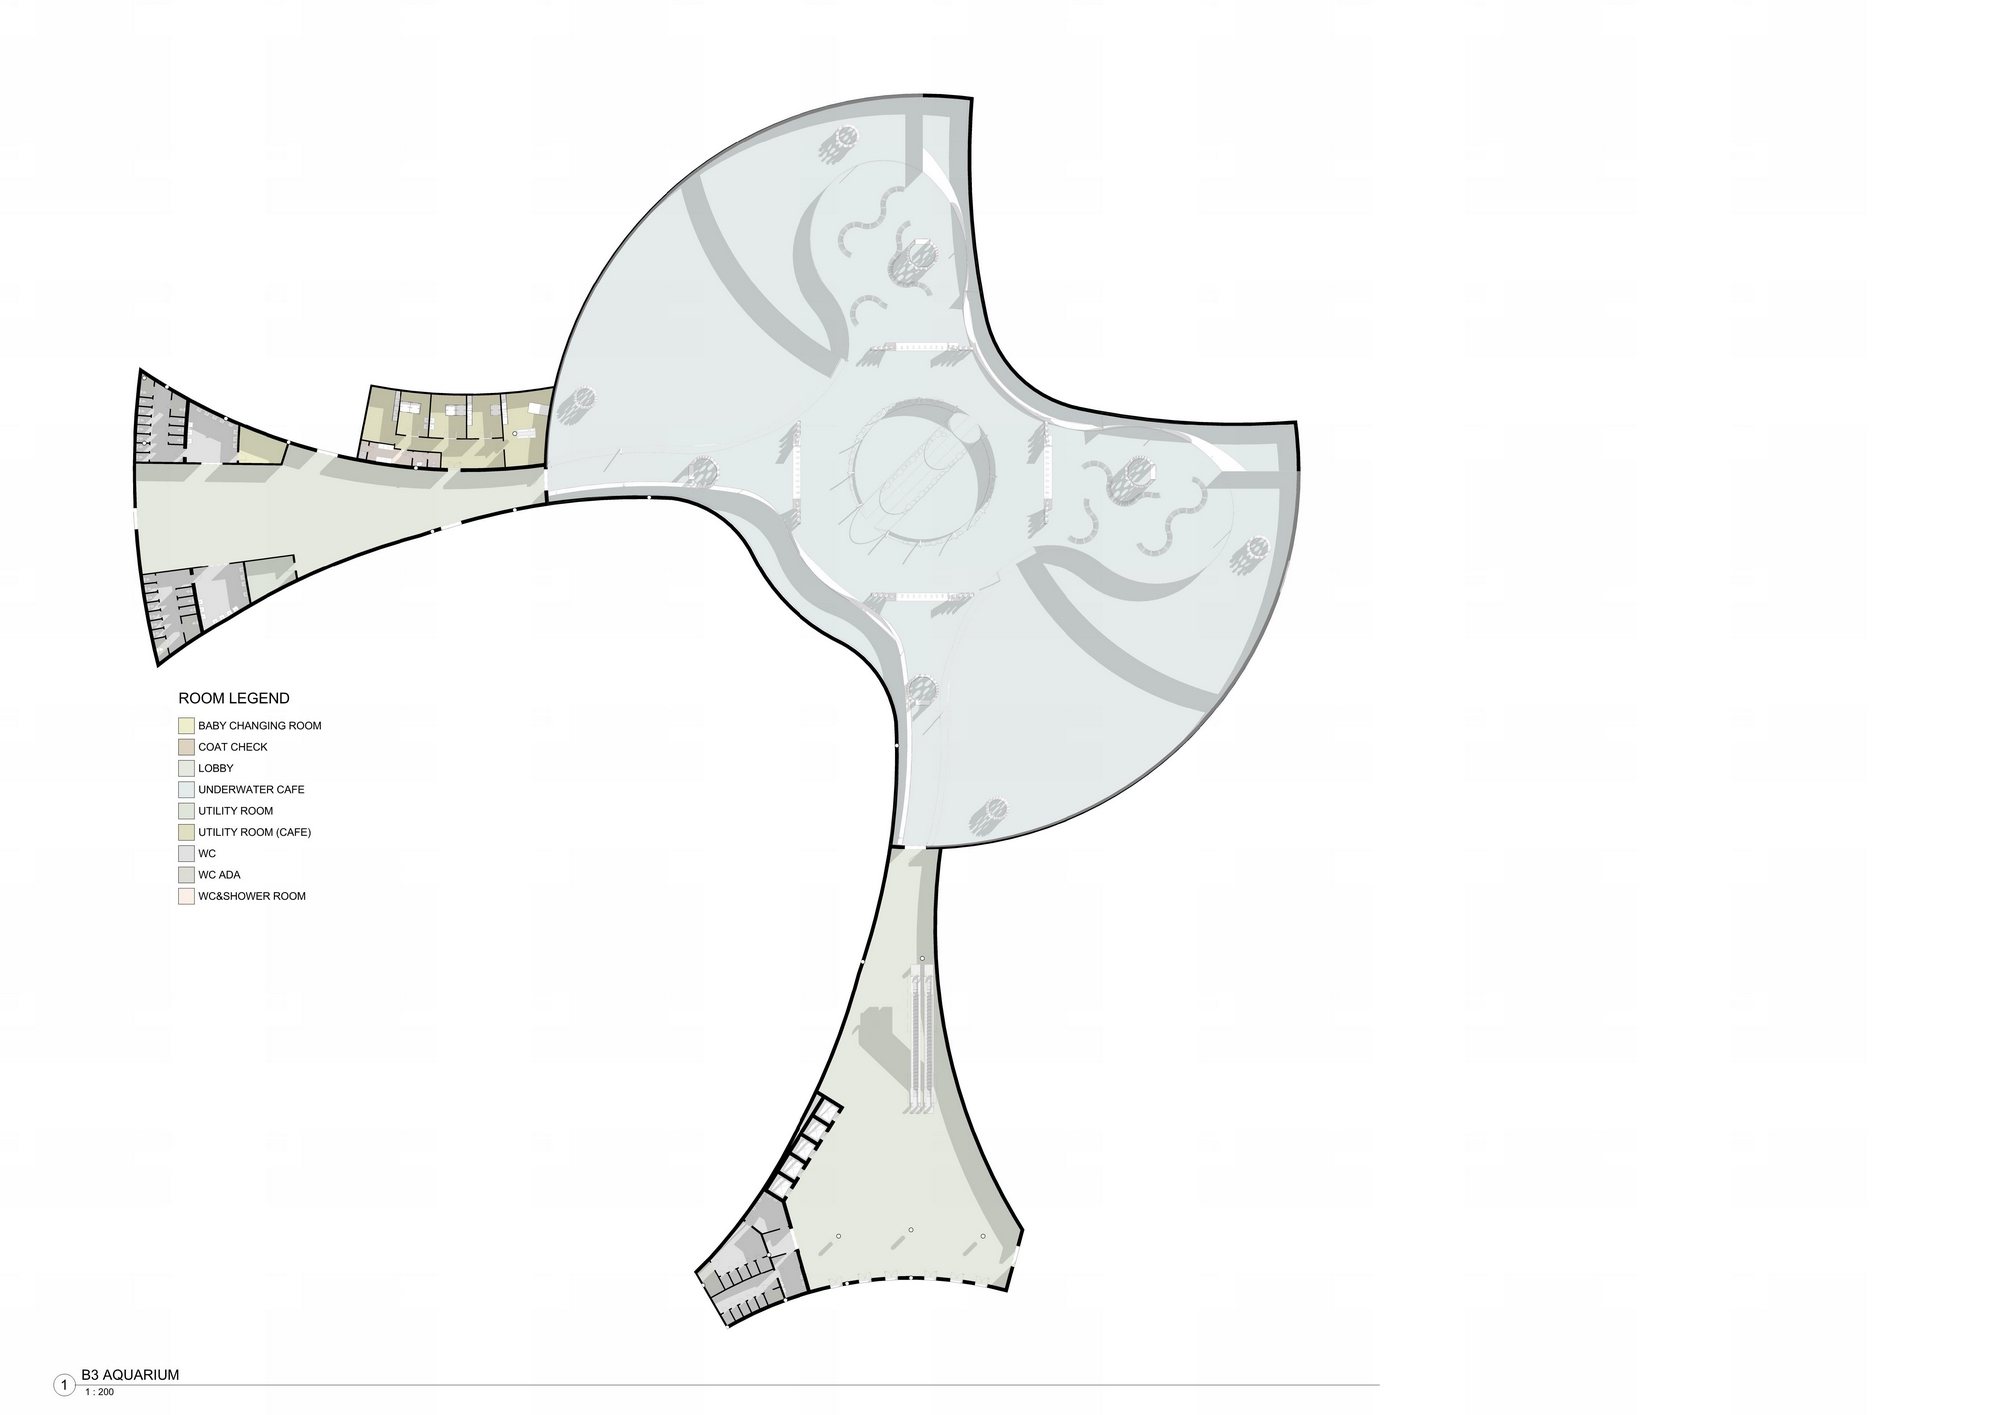 ROOM LEGEND
BABY CHANGING ROOM
COAT CHECK
LOBBY
UNDERWATER CAFE
UTILITY ROOM
UTILITY ROOM (CAFE)
WC
WC ADA
WC&SHOWER ROOM
1 B3 AQUARIUM
1 : 200